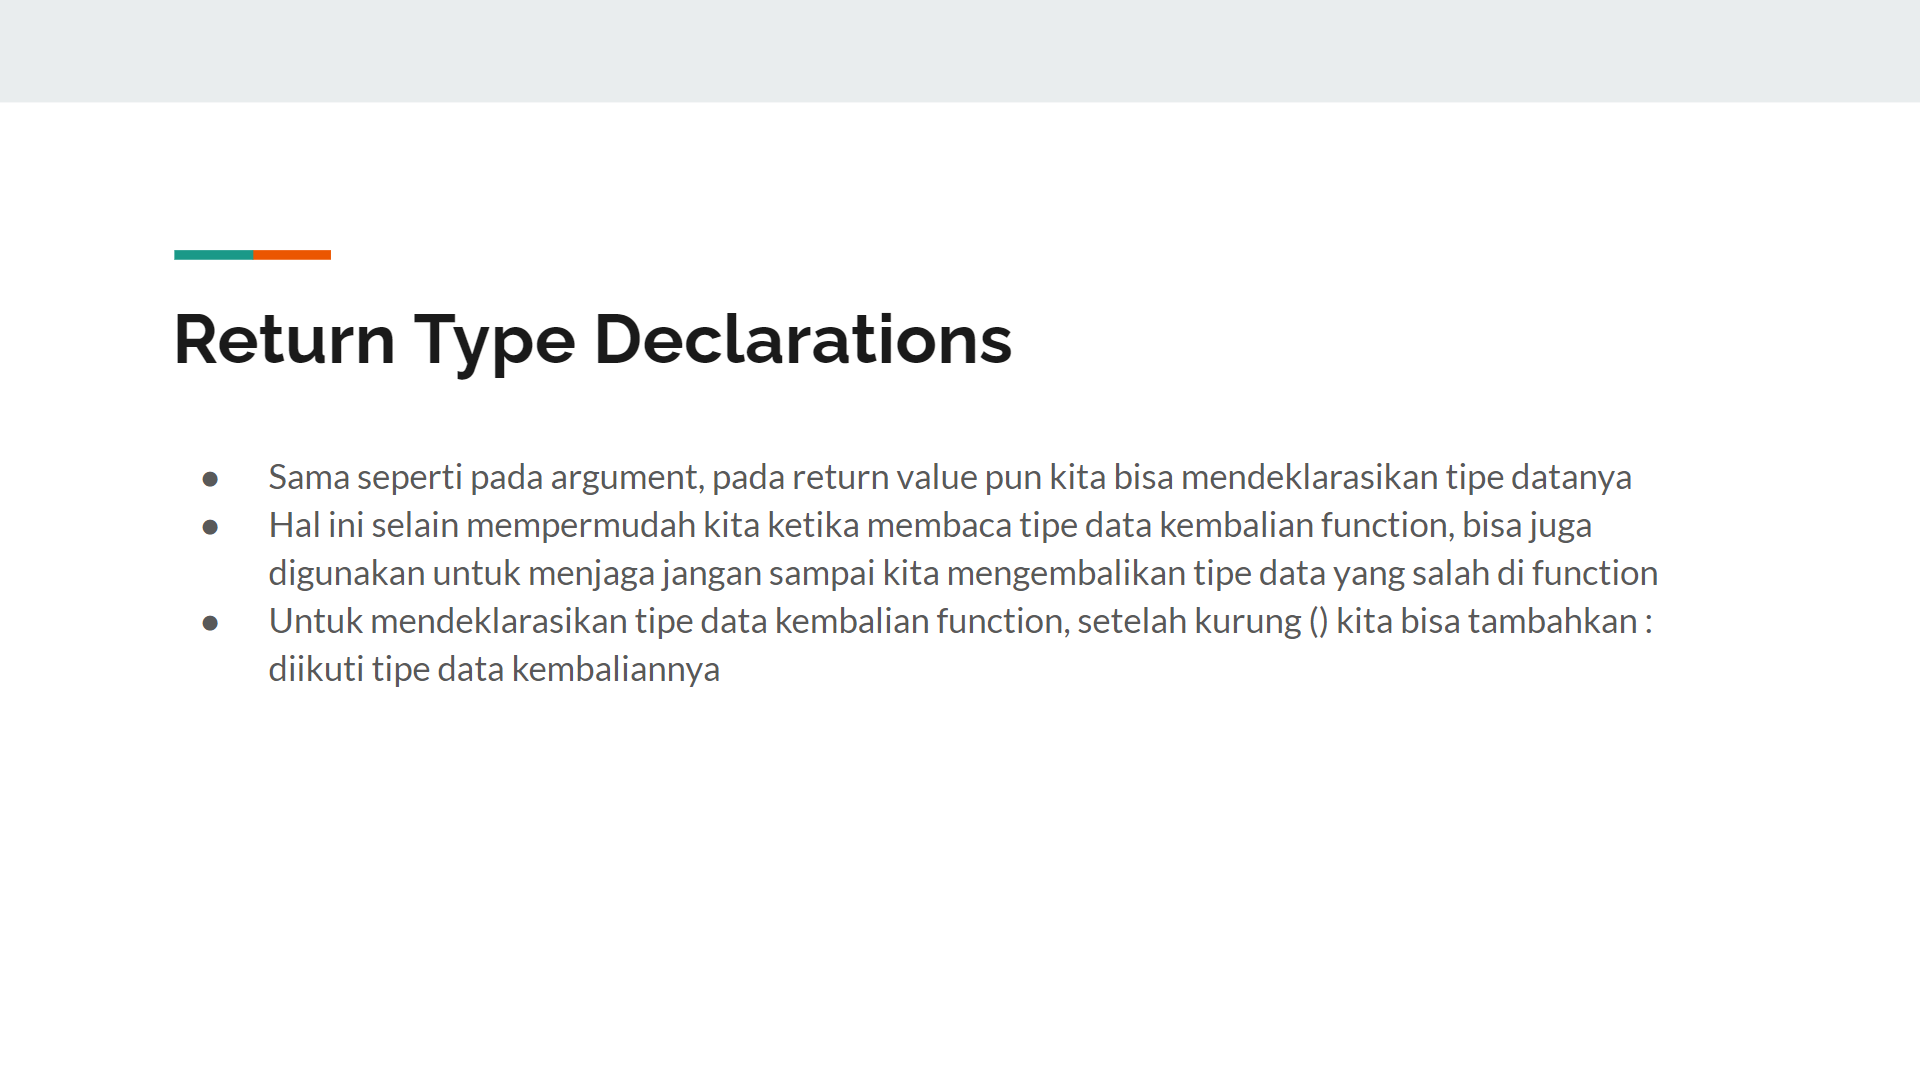 Return Type Declarations
● Sama seperti pada argument, pada return value pun kita bisa mendeklarasikan tipe datanya
● Hal ini selain mempermudah kita ketika membaca tipe data kembalian function, bisa juga
digunakan untuk menjaga jangan sampai kita mengembalikan tipe data yang salah di function
● Untuk mendeklarasikan tipe data kembalian function, setelah kurung () kita bisa tambahkan :
diikuti tipe data kembaliannya